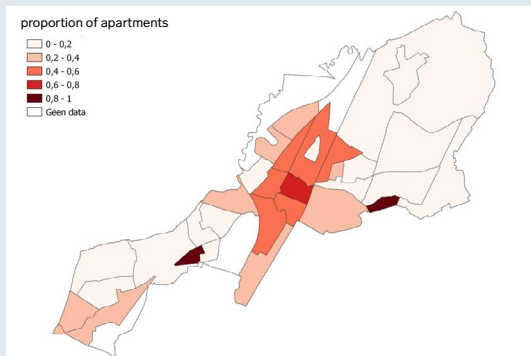 proportion of apartments
0 - 0,2
0,2 - 0,4
0,4 - 0,6
0,6 - 0,8
0,8 - 1
Geen data